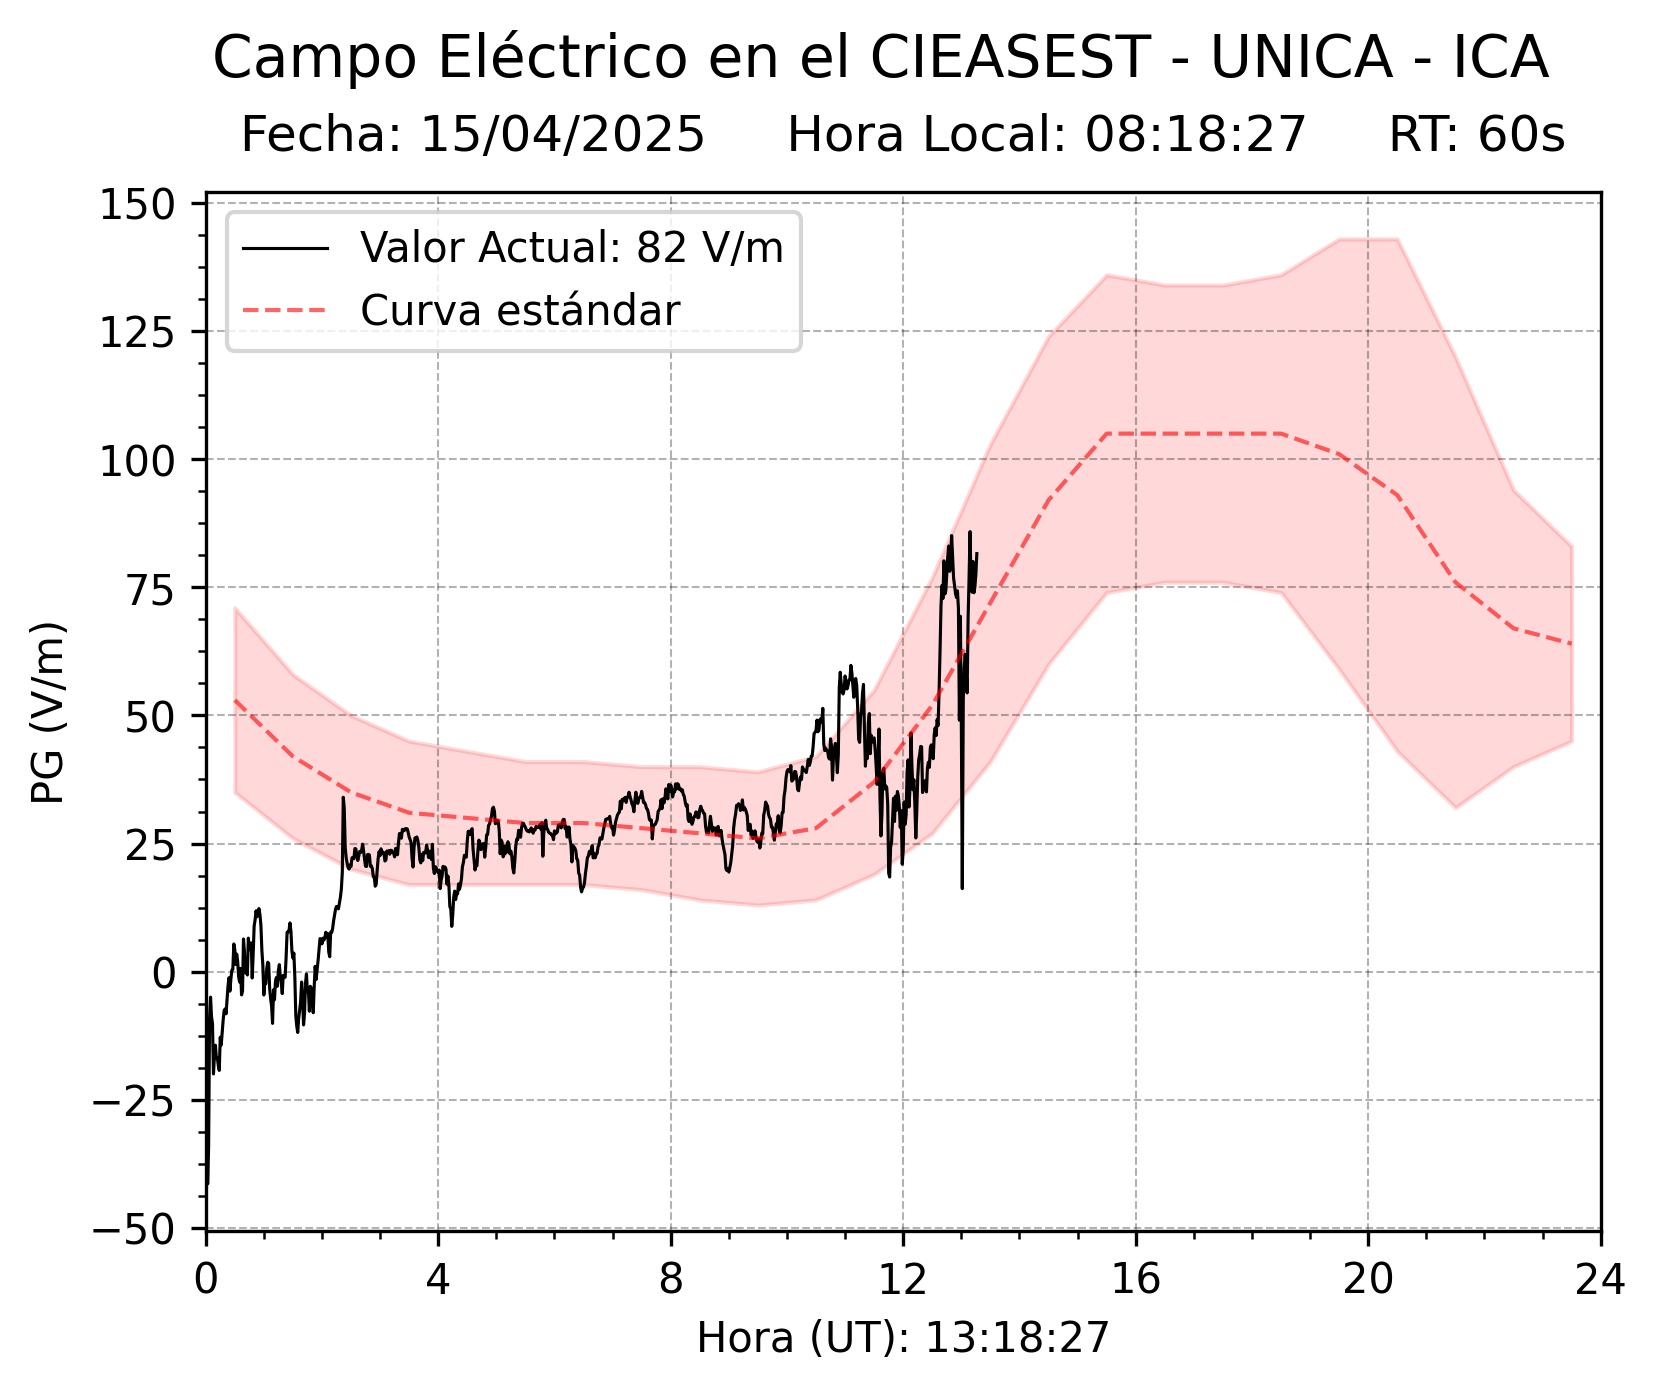 Campo Eléctrico en el CIEASEST - UNICA - ICA
Fecha: 15/04/2025 Hora Local: 08:18:27 RT: 60s
Valor Actual: 82 V/m
Curva estándar
PG (V/m)
150
125
100
75
50
25
0
−25
−50
0 4 8 12 16 20 24
Hora (UT): 13:18:27